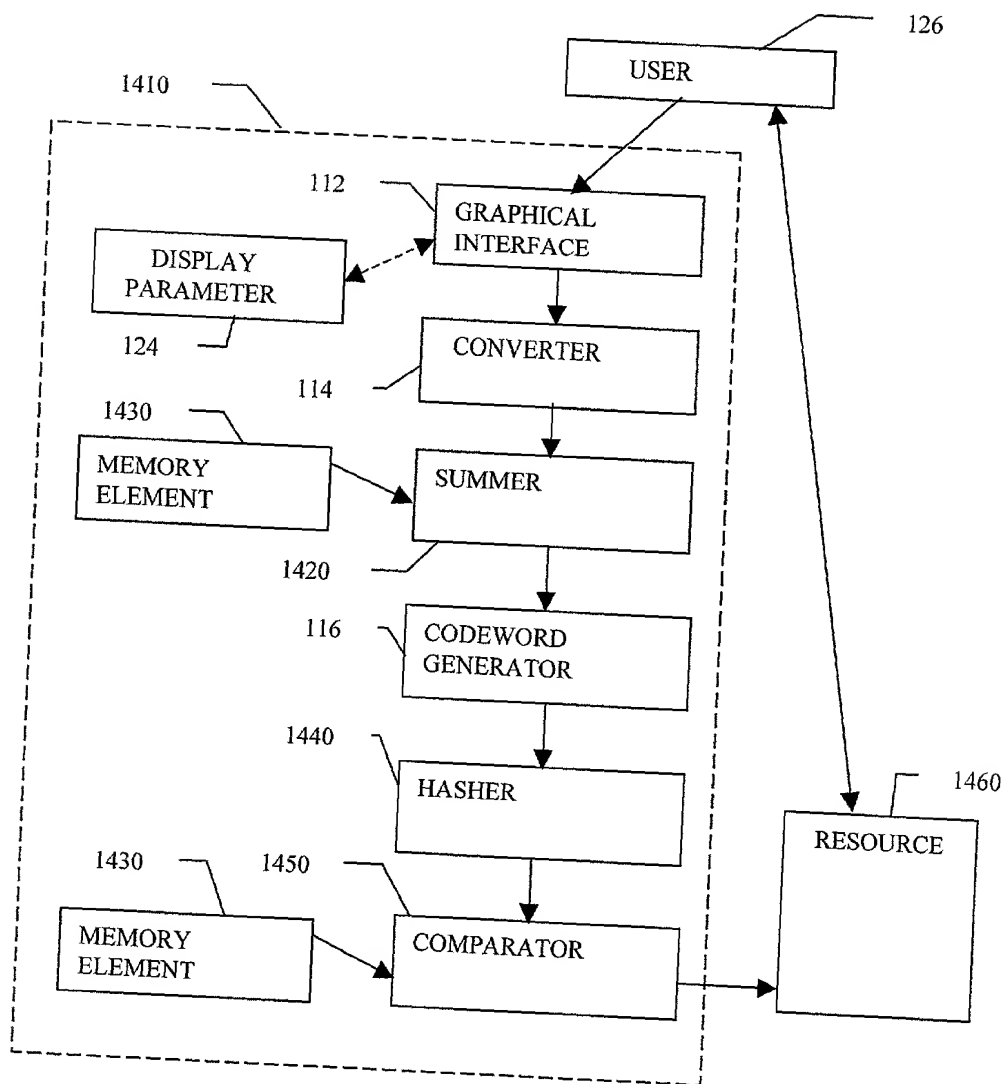 126
USER
1410
112
GRAPHICAL
INTERFACE
DISPLAY
PARAMETER
124
CONVERTER
114
1430
MEMORY
ELEMENT
SUMMER
1420
116
CODEWORD
GENERATOR
1440
HASHER
1460
RESOURCE
1430
1450
MEMORY
ELEMENT
COMPARATOR